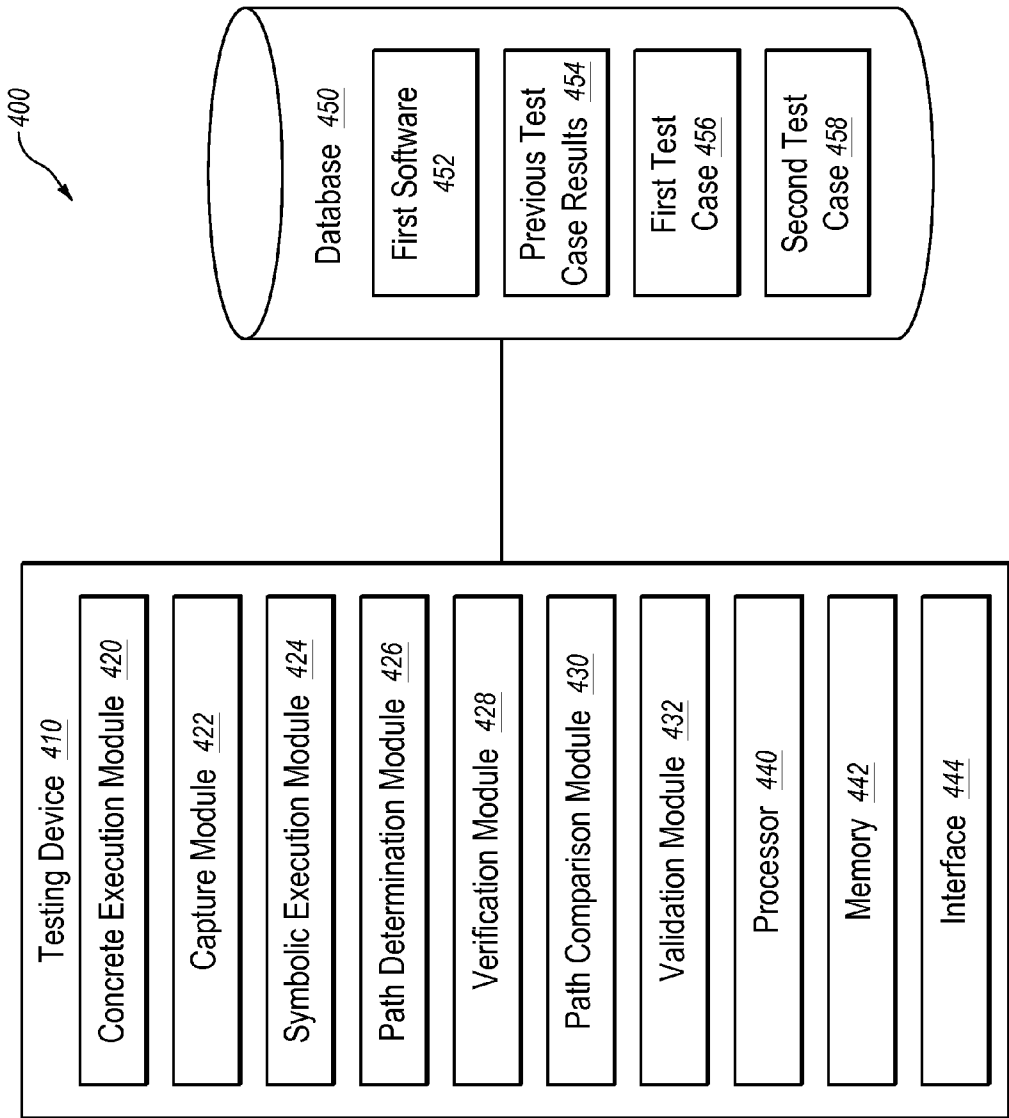 400
Testing Device 410
Concrete Execution Module 420
Capture Module 422
Symbolic Execution Module 424
Path Determination Module 426
Verification Module 428
Path Comparison Module 430
Validation Module 432
Processor 440
Memory 442
Interface 444
Database 450
First Software
452
Previous Test
Case Results 454
First Test
Case 456
Second Test
Case 458